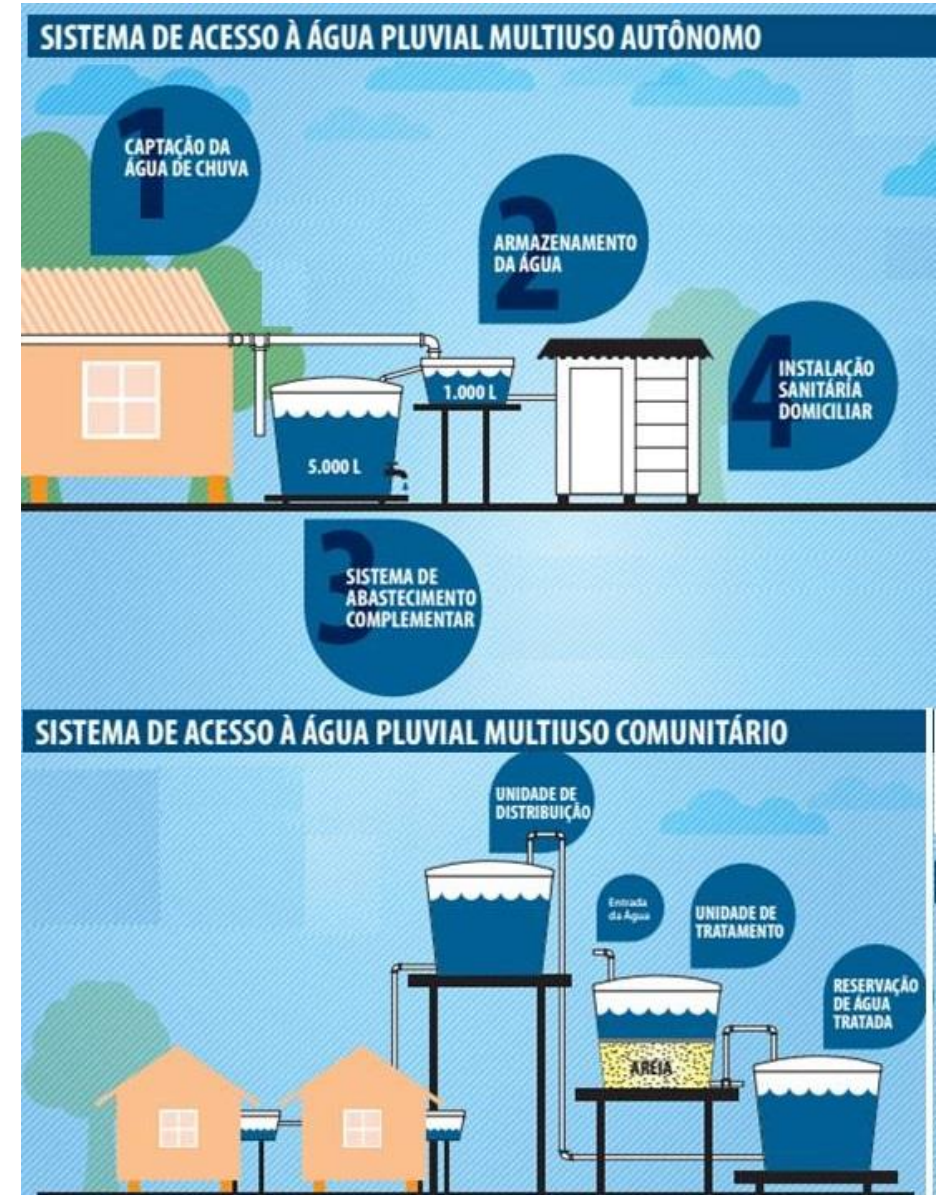 SISTEMA DE ACESSO À ÁGUA PLUVIAL MULTIUSO AUTÔNOMO
1
CAPTAÇÃO DA
ÁGUA DE CHUVA
2
ARMAZENAMENTO
DA ÁGUA
4
INSTALAÇÃO
SANITÁRIA
DOMICILIAR
1.000 L
5.000 L
3
SISTEMA DE
ABASTECIMENTO
COMPLEMENTAR
SISTEMA DE ACESSO À ÁGUA PLUVIAL MULTIUSO COMUNITÁRIO
UNIDADE DE
DISTRIBUIÇÃO
Entrada
da Água
UNIDADE DE
TRATAMENTO
RESERVAÇÃO
DE ÁGUA
TRATADA
AREIA